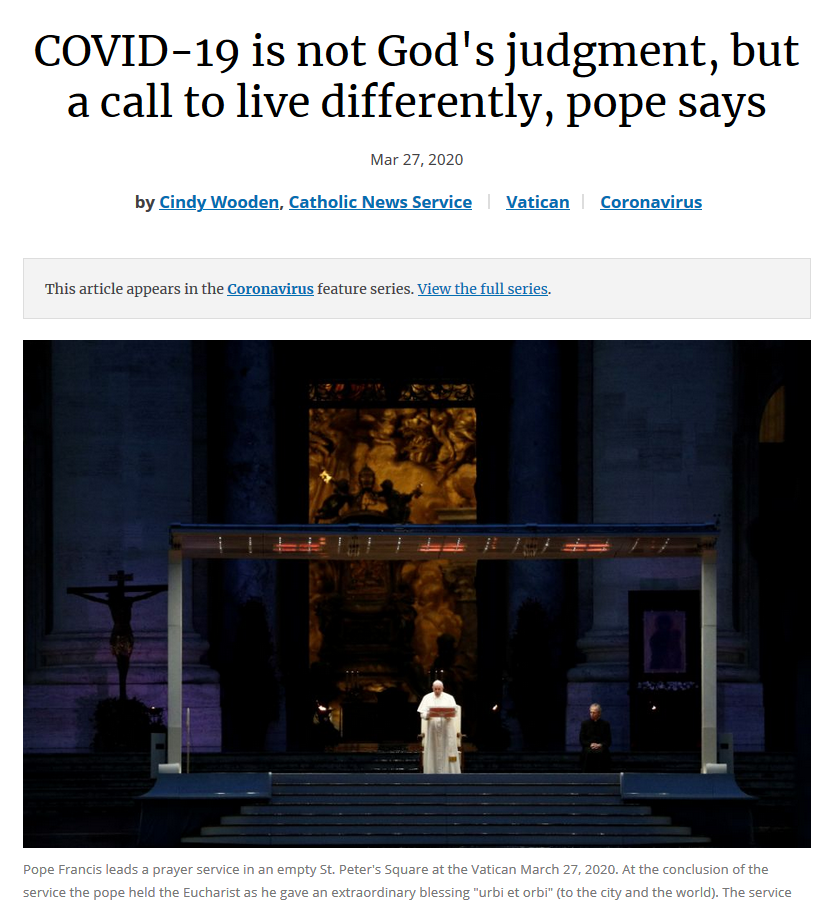 COVID-19 is not God's judgment, but
a call to live differently, pope says
Mar 27, 2020
by Cindy Wooden, Catholic News Service | Vatican | Coronavirus
This article appears in the Coronavirus feature series. View the full series.
Pope Francis leads a prayer service in an empty St. Peter's Square at the Vatican March 27, 2020. At the conclusion of the
service the pope held the Eucharist as he gave an extraordinary blessing "urbi et orbi" (to the city and the world). The service